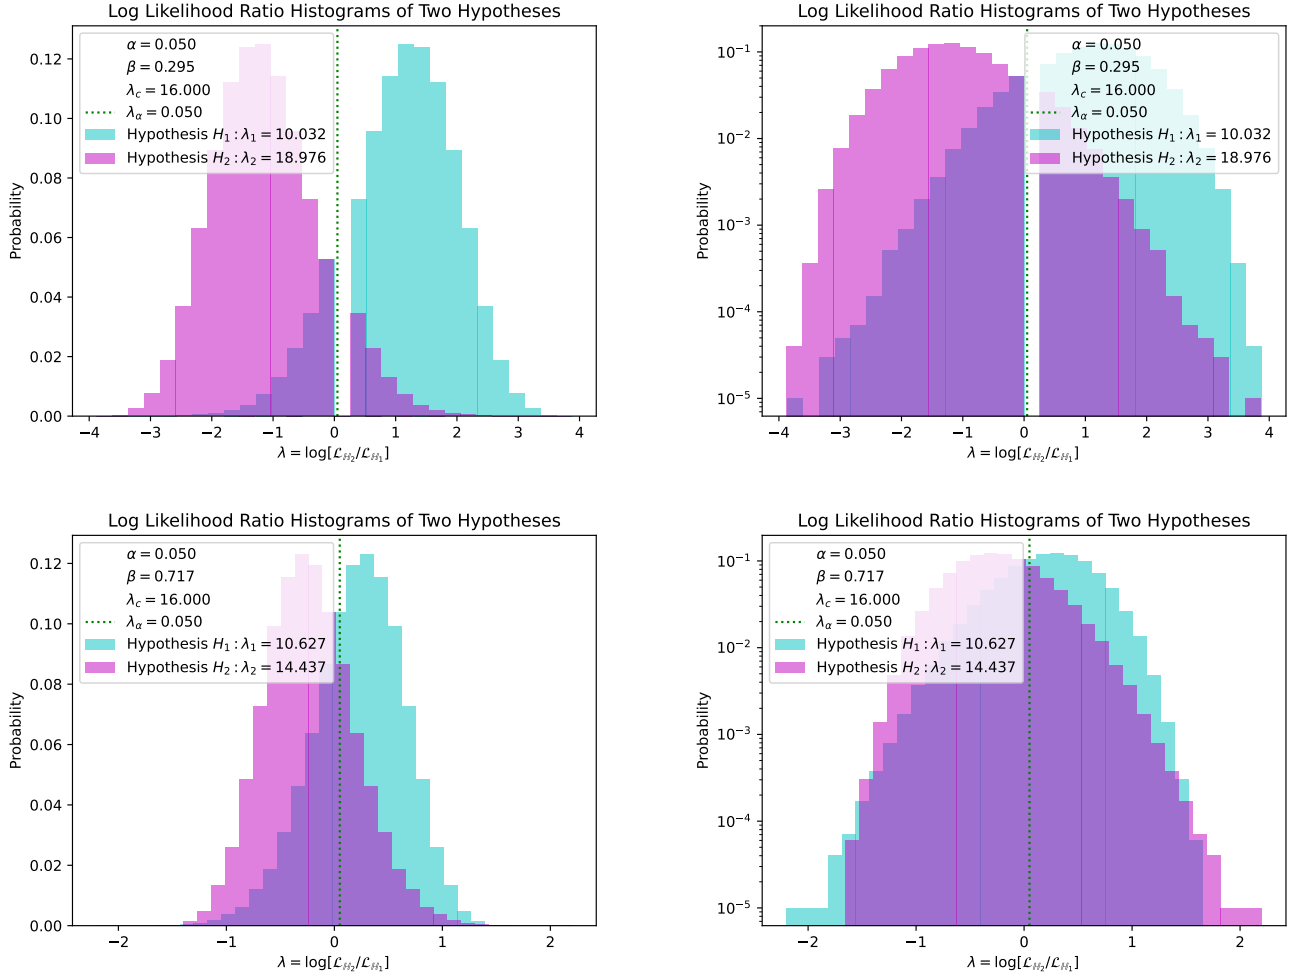 Log Likelihood Ratio Histograms of Two Hypotheses
α = 0.050
β = 0.295
λc = 16.000
λα = 0.050
Hypothesis H1 : λ1 = 10.032
Hypothesis H2 : λ2 = 18.976
Probability
0.12
0.10
0.08
0.06
0.04
0.02
0.00
−4 −3 −2 −1 0 1 2 3 4
λ = log[ℒℍ2/ℒℍ1]
Log Likelihood Ratio Histograms of Two Hypotheses
α = 0.050
β = 0.295
λc = 16.000
λα = 0.050
Hypothesis H1 : λ1 = 10.032
Hypothesis H2 : λ2 = 18.976
Probability
10⁻¹
10⁻²
10⁻³
10⁻⁴
10⁻⁵
−4 −3 −2 −1 0 1 2 3 4
λ = log[ℒℍ2/ℒℍ1]
Log Likelihood Ratio Histograms of Two Hypotheses
α = 0.050
β = 0.717
λc = 16.000
λα = 0.050
Hypothesis H1 : λ1 = 10.627
Hypothesis H2 : λ2 = 14.437
Probability
0.12
0.10
0.08
0.06
0.04
0.02
0.00
−2 −1 0 1 2
λ = log[ℒℍ2/ℒℍ1]
Log Likelihood Ratio Histograms of Two Hypotheses
α = 0.050
β = 0.717
λc = 16.000
λα = 0.050
Hypothesis H1 : λ1 = 10.627
Hypothesis H2 : λ2 = 14.437
Probability
10⁻¹
10⁻²
10⁻³
10⁻⁴
10⁻⁵
−2 −1 0 1 2
λ = log[ℒℍ2/ℒℍ1]